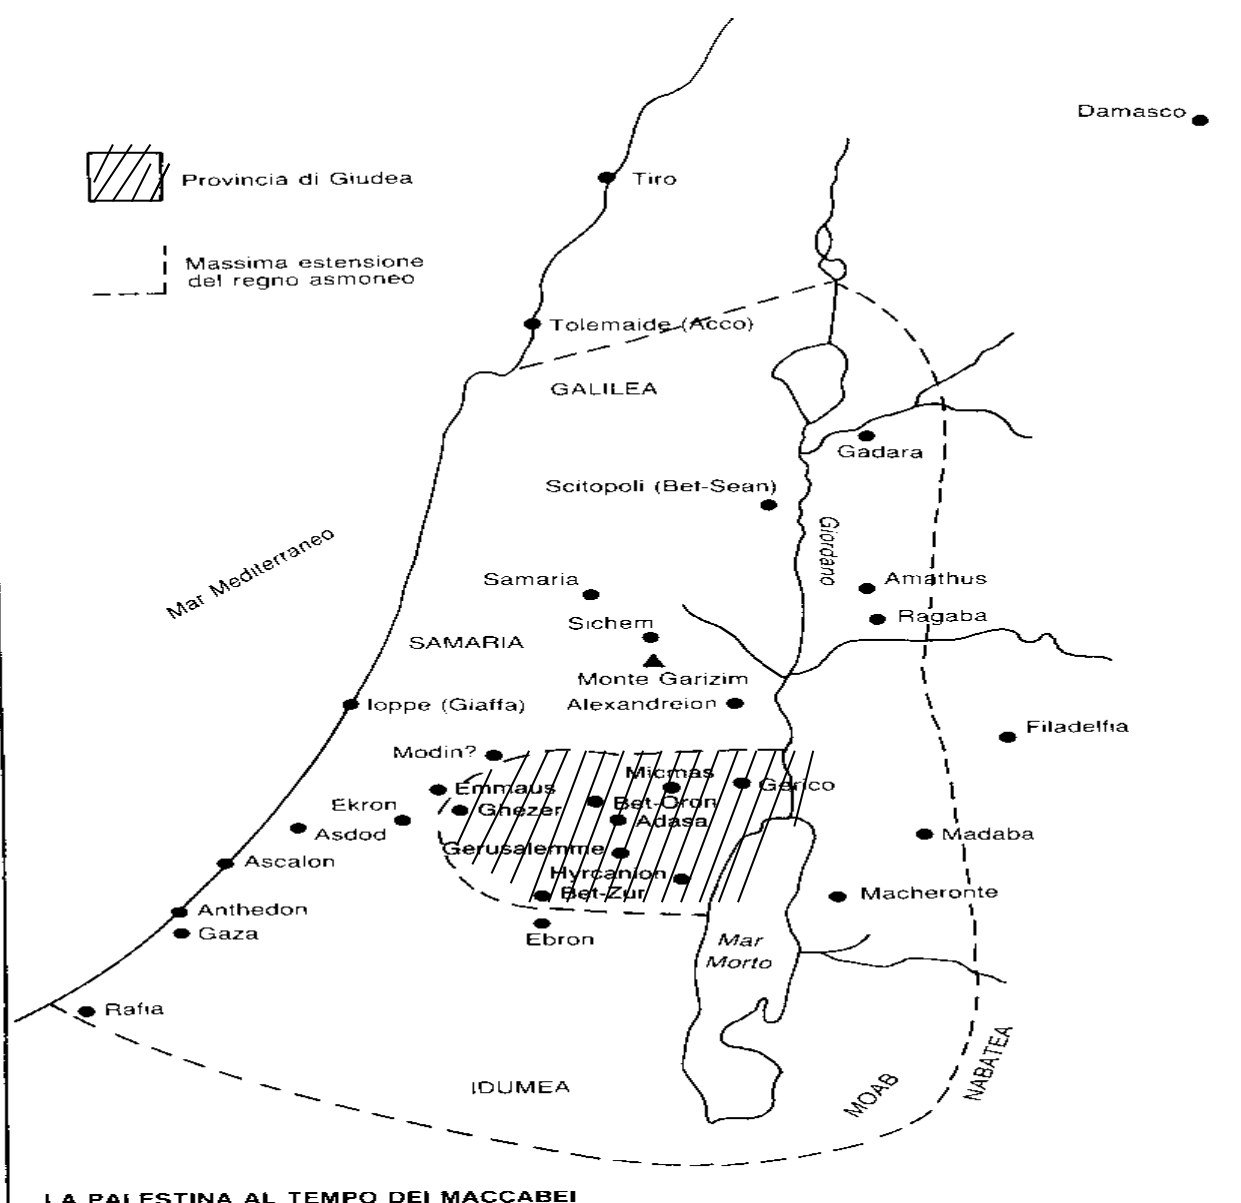 Damasco
Provincia di Giudea
Tiro
Massima estensione
del regno asmoneo
Tolemaide (Acco)
GALILEA
Gadara
Scitopoli (Bet-Sean)
Giordano
Mar Mediterraneo
Samaria
Amathus
Ragaba
Sichem
SAMARIA
Monte Garizim
Ioppe (Giaffa)
Alexandreion
Filadelfia
Modin?
Micmas
Emmaus
Gerico
Ghezer
Bet-Oron
Ekron
Adasa
Asdod
Madaba
Gerusalemme
Ascalon
Hyrcanion
Bet-Zur
Macheronte
Anthedon
Gaza
Ebron
Mar
Morto
Rafia
IDUMEA
MOAB
NABATEA
LA PALESTINA AL TEMPO DEI MACCABEI